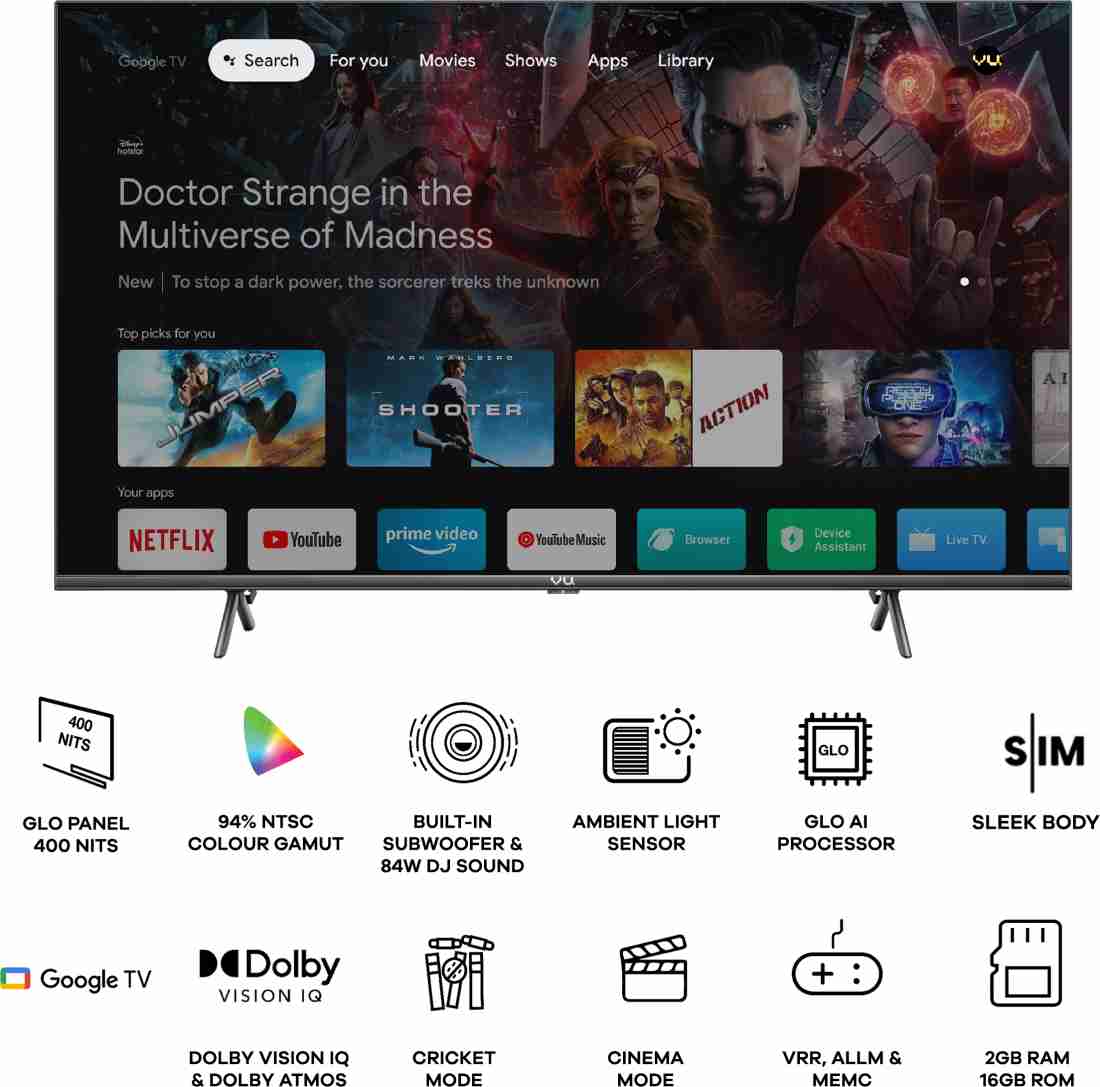 Google TV Search For you Movies Shows Apps Library
vu
Disney+
hotstar
Doctor Strange in the
Multiverse of Madness
New | To stop a dark power, the sorcerer treks the unknown
Top picks for you
JUMPER
MARK WAHLBERG
SHOOTER
ACTION
READY
PLAYER
ONE
A.I
Your apps
NETFLIX
YouTube
prime video
YouTube Music
Browser
Device
Assistant
Live TV
vu
400
NITS
GLO
S|IM
GLO PANEL
400 NITS
94% NTSC
COLOUR GAMUT
BUILT-IN
SUBWOOFER &
84W DJ SOUND
AMBIENT LIGHT
SENSOR
GLO AI
PROCESSOR
SLEEK BODY
Google TV
Dolby
VISION IQ
DOLBY VISION IQ
& DOLBY ATMOS
CRICKET
MODE
CINEMA
MODE
VRR, ALLM &
MEMC
2GB RAM
16GB ROM